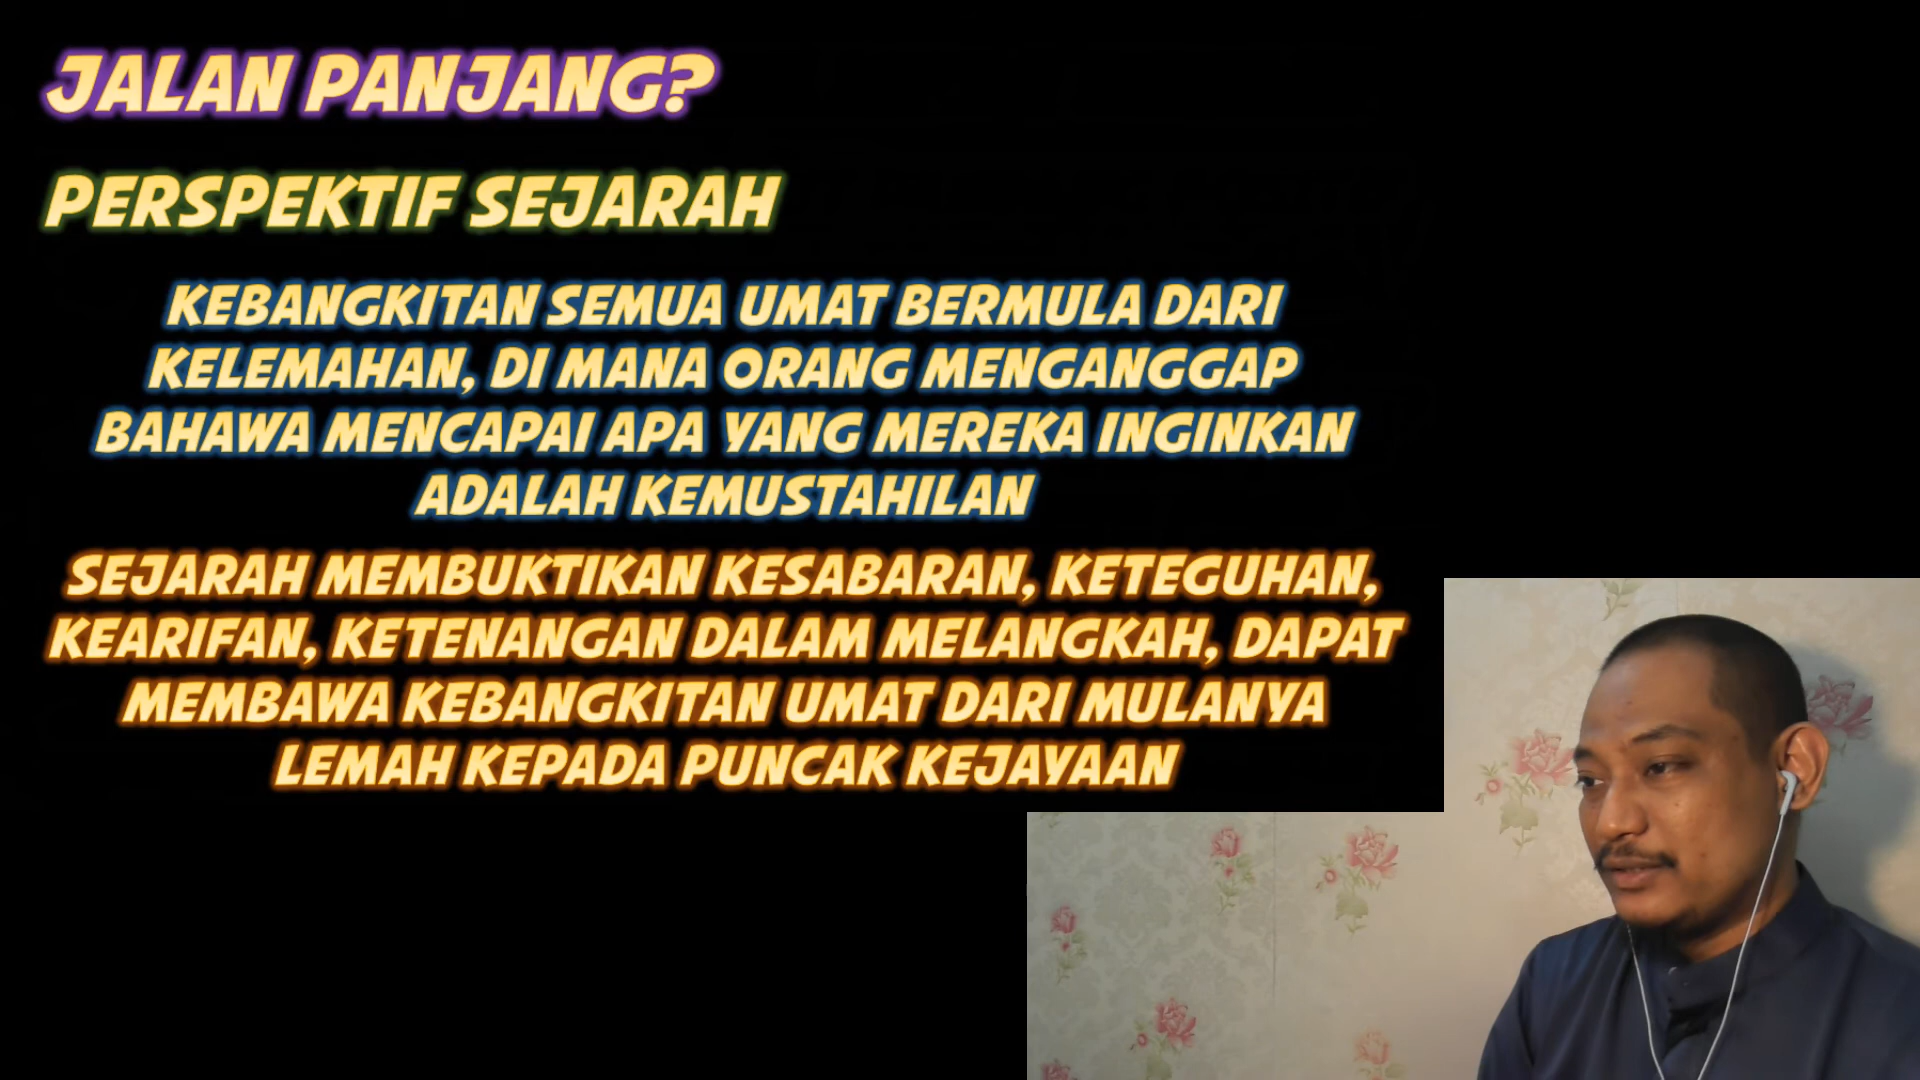 JALAN PANJANG?
PERSPEKTIF SEJARAH
KEBANGKITAN SEMUA UMAT BERMULA DARI
KELEMAHAN, DI MANA ORANG MENGANGGAP
BAHAWA MENCAPAI APA YANG MEREKA INGINKAN
ADALAH KEMUSTAHILAN
SEJARAH MEMBUKTIKAN KESABARAN, KETEGUHAN,
KEARIFAN, KETENANGAN DALAM MELANGKAH, DAPAT
MEMBAWA KEBANGKITAN UMAT DARI MULANYA
LEMAH KEPADA PUNCAK KEJAYAAN